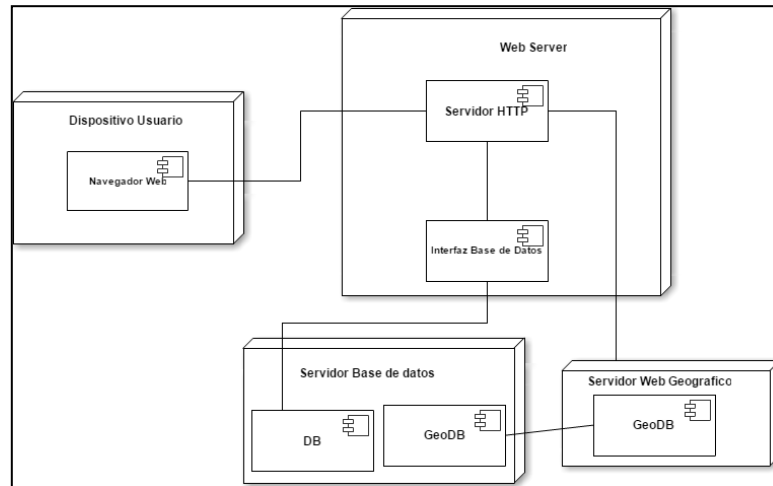 Web Server
Servidor HTTP
Dispositivo Usuario
Navegador Web
Interfaz Base de Datos
Servidor Base de datos
DB
GeoDB
Servidor Web Geografico
GeoDB